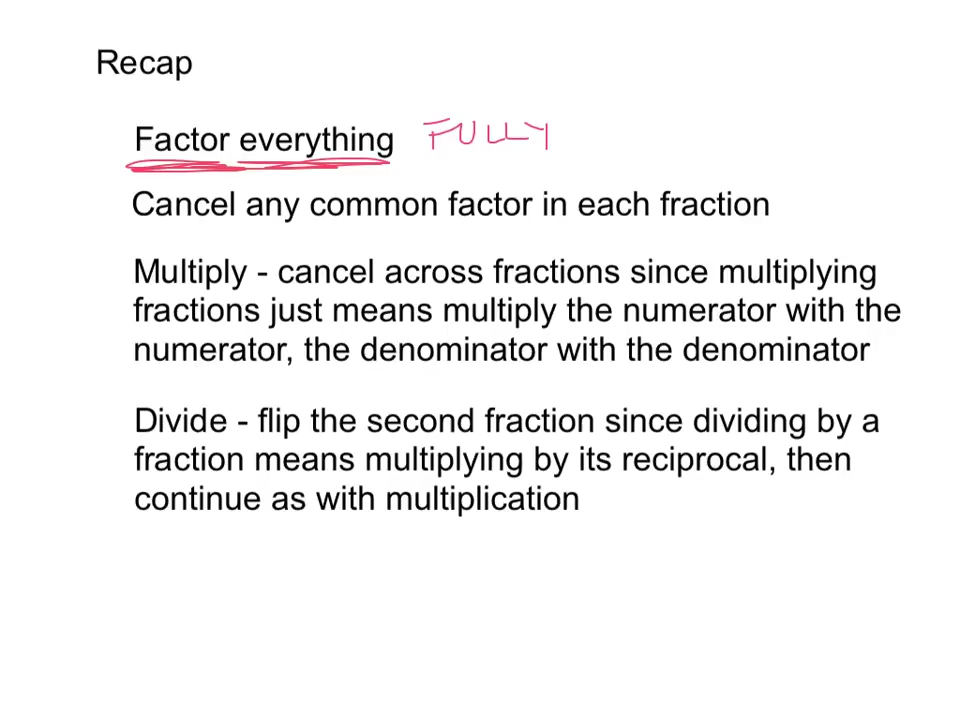 Recap
Factor everything FULLY
Cancel any common factor in each fraction
Multiply - cancel across fractions since multiplying
fractions just means multiply the numerator with the
numerator, the denominator with the denominator
Divide - flip the second fraction since dividing by a
fraction means multiplying by its reciprocal, then
continue as with multiplication